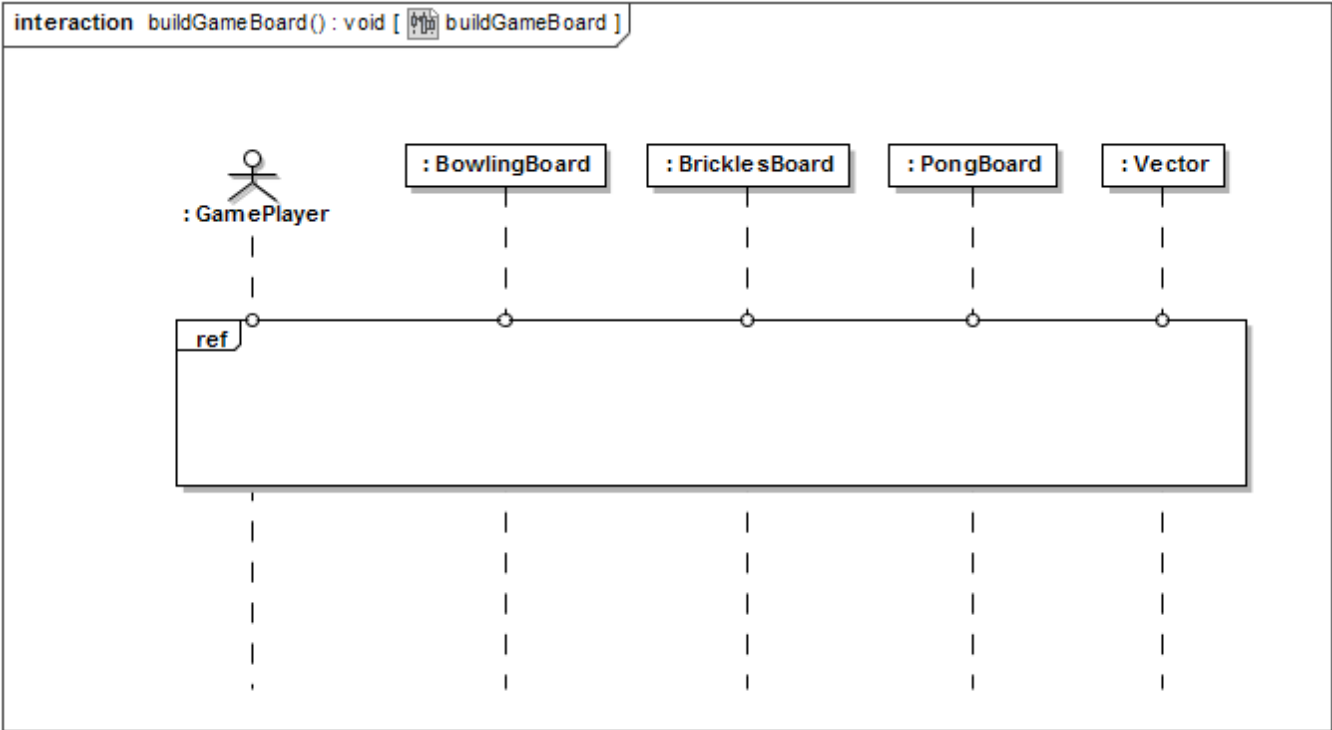 interaction buildGameBoard() : void [ buildGameBoard ]
: GamePlayer
: BowlingBoard
: BricklesBoard
: PongBoard
: Vector
ref